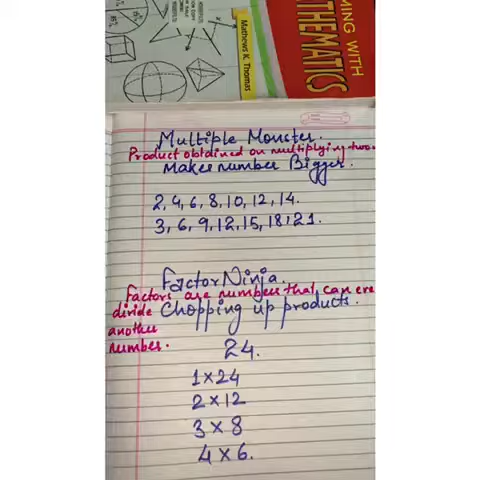 MING WITH
THEMATICS
Mathews K. Thomas
Multiple Monster.
Product obtained on multiplying two.
Makes number Bigger.
2, 4, 6, 8, 10, 12, 14.
3, 6, 9, 12, 15, 18, 21.
Factor Ninja.
Factors are numbers that can
divide Chopping up products.
another
number.
24.
1 × 24
2 × 12
3 × 8
4 × 6.